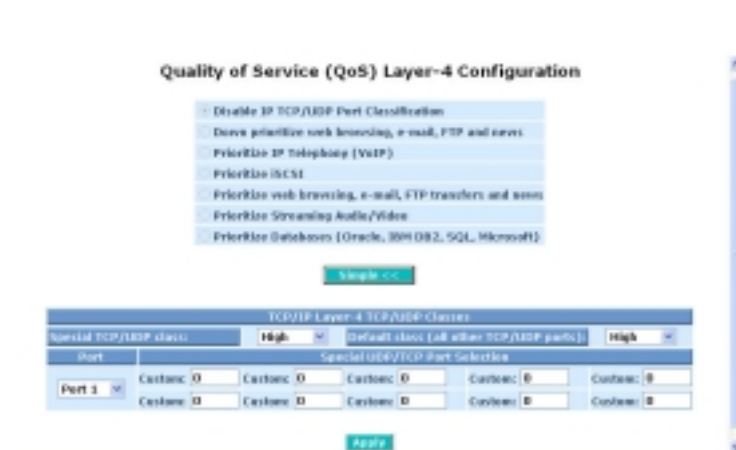 Quality of Service (QoS) Layer-4 Configuration
Disable IP TCP/UDP Port Classification
Down prioritize web browsing, e-mail, FTP and news
Prioritize IP Telephony (VoIP)
Prioritize iSCSI
Prioritize web browsing, e-mail, FTP transfers and news
Prioritize Streaming Audio/Video
Prioritize Databases (Oracle, IBM DB2, SQL, Microsoft)
Simple <<
TCP/IP Layer-4 TCP/UDP Classes
Special TCP/UDP class: High Default class (all other TCP/UDP ports): High
Port Special UDP/TCP Port Selection
Port 1
Custom: 0 Custom: 0 Custom: 0 Custom: 0 Custom: 0
Custom: 0 Custom: 0 Custom: 0 Custom: 0 Custom: 0
Apply